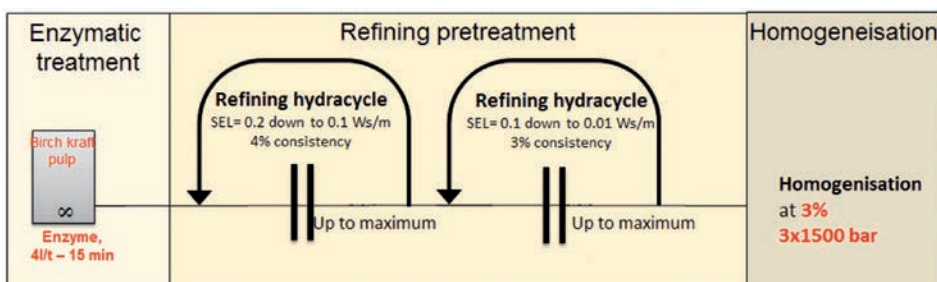 Enzymatic
treatment
Refining pretreatment
Homogeneisation
Birch kraft
pulp
∞
Enzyme,
4l/t – 15 min
Refining hydracycle
SEL= 0.2 down to 0.1 Ws/m
4% consistency
Up to maximum
Refining hydracycle
SEL= 0.1 down to 0.01 Ws/m
3% consistency
Up to maximum
Homogenisation
at 3%
3x1500 bar